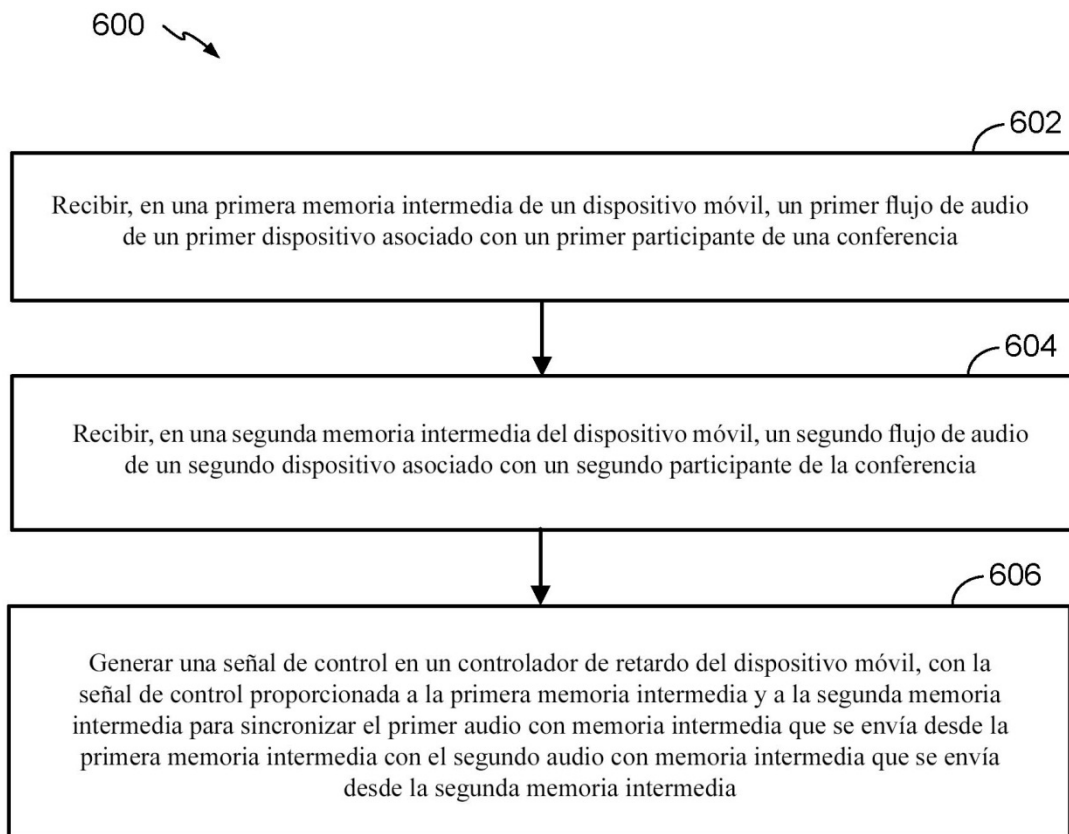 600
602
Recibir, en una primera memoria intermedia de un dispositivo móvil, un primer flujo de audio
de un primer dispositivo asociado con un primer participante de una conferencia
604
Recibir, en una segunda memoria intermedia del dispositivo móvil, un segundo flujo de audio
de un segundo dispositivo asociado con un segundo participante de la conferencia
606
Generar una señal de control en un controlador de retardo del dispositivo móvil, con la
señal de control proporcionada a la primera memoria intermedia y a la segunda memoria
intermedia para sincronizar el primer audio con memoria intermedia que se envía desde la
primera memoria intermedia con el segundo audio con memoria intermedia que se envía
desde la segunda memoria intermedia